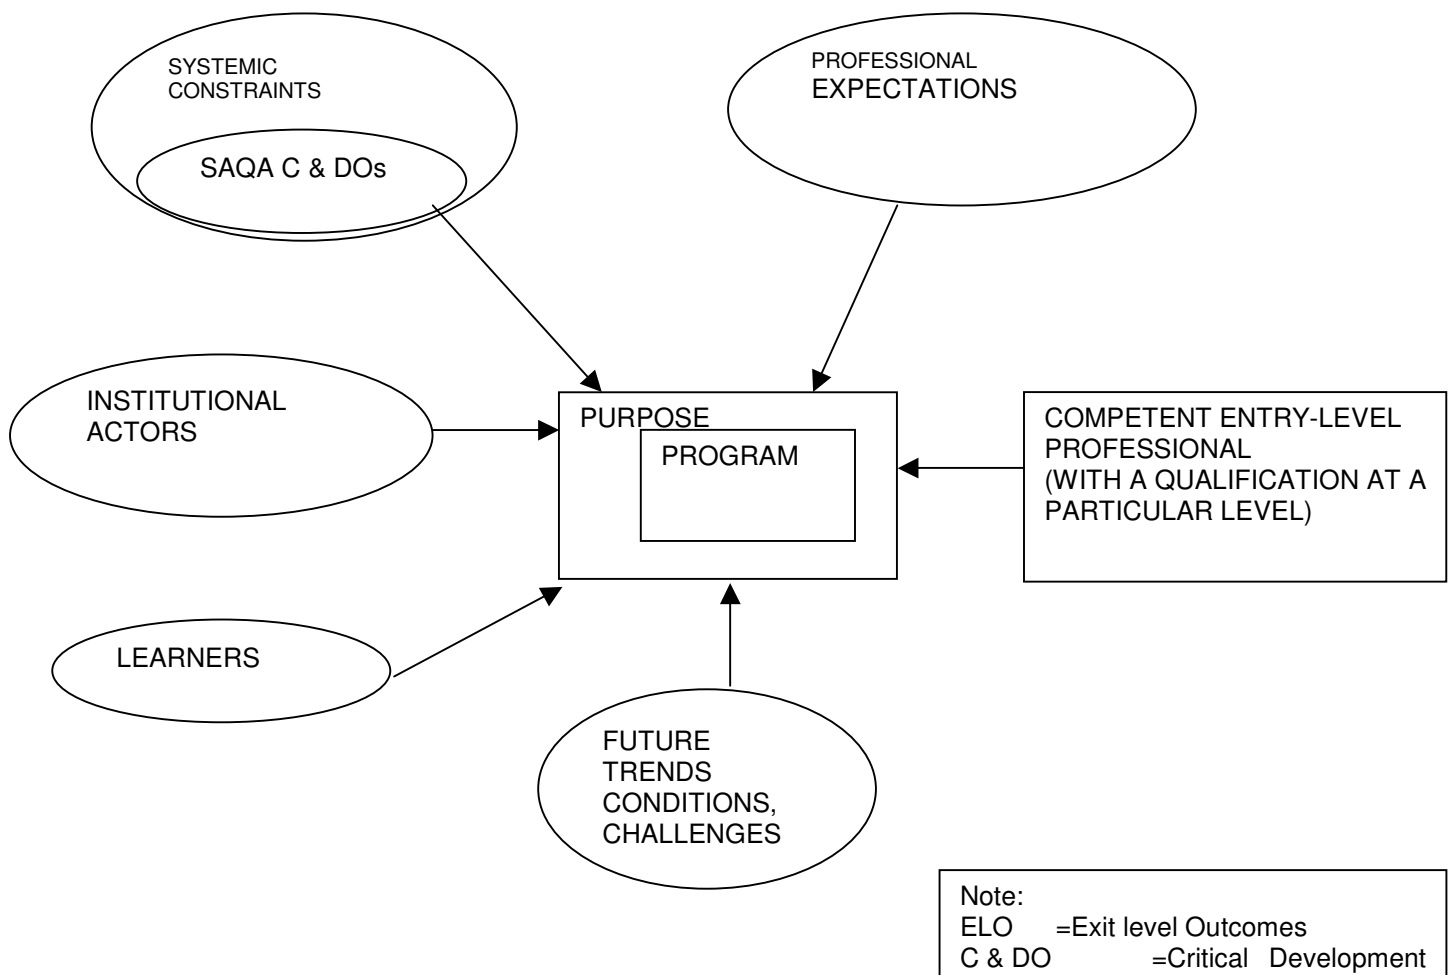 SYSTEMIC
CONSTRAINTS
SAQA C & DOs
PROFESSIONAL
EXPECTATIONS
INSTITUTIONAL
ACTORS
PURPOSE
PROGRAM
COMPETENT ENTRY-LEVEL
PROFESSIONAL
(WITH A QUALIFICATION AT A
PARTICULAR LEVEL)
LEARNERS
FUTURE
TRENDS
CONDITIONS,
CHALLENGES
Note:
ELO =Exit level Outcomes
C & DO =Critical Development